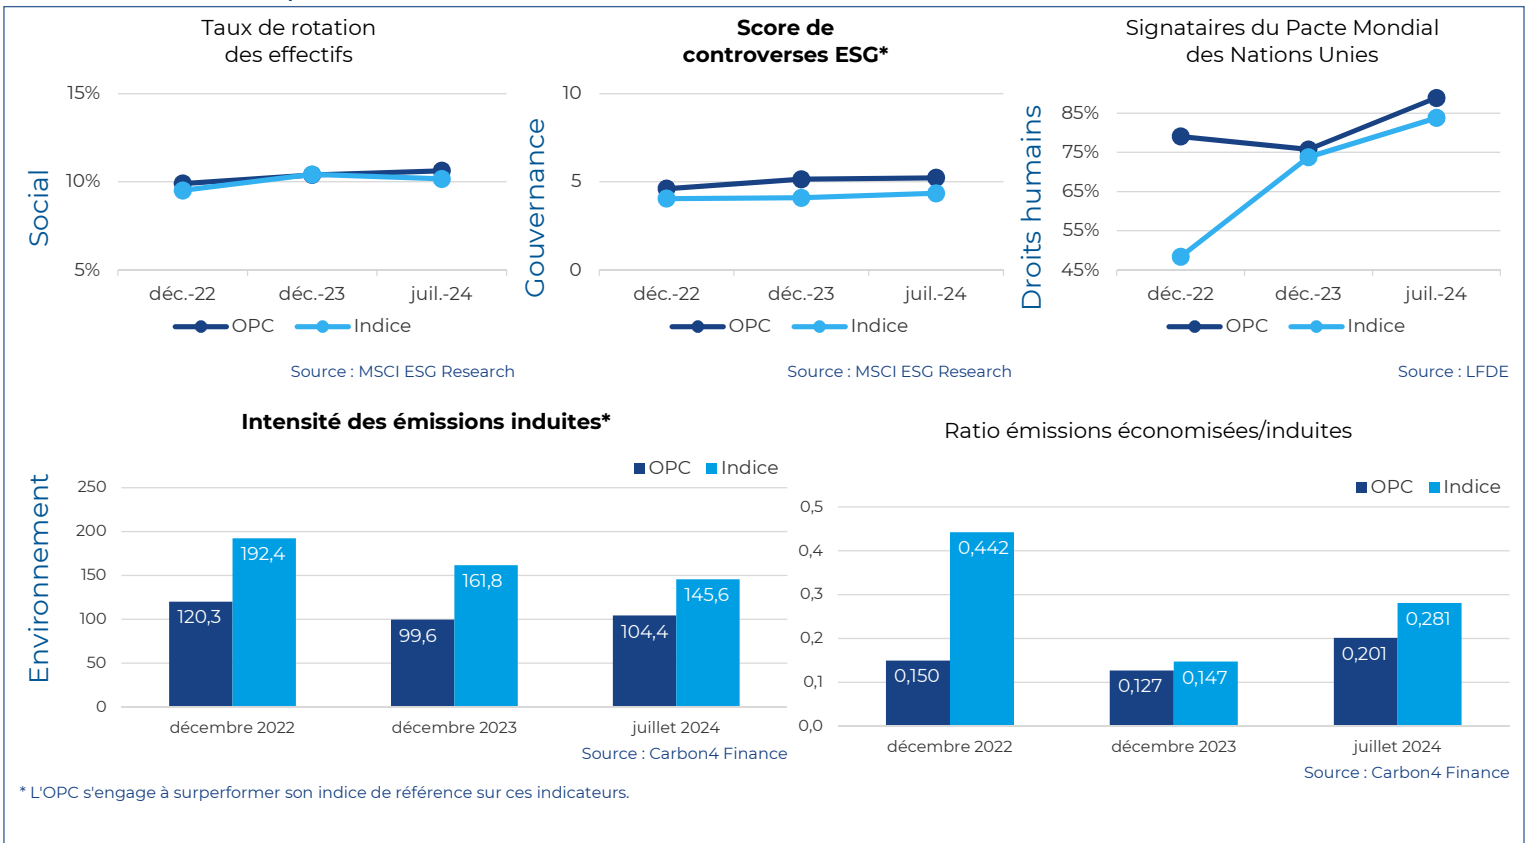 Taux de rotation
des effectifs
Social
15%
10%
5%
déc.-22 déc.-23 juil.-24
OPC Indice
Source : MSCI ESG Research
Score de
controverses ESG*
Gouvernance
10
5
0
déc.-22 déc.-23 juil.-24
OPC Indice
Source : MSCI ESG Research
Signataires du Pacte Mondial
des Nations Unies
Droits humains
85%
75%
65%
55%
45%
déc.-22 déc.-23 juil.-24
OPC Indice
Source : LFDE
Intensité des émissions induites*
Environnement
OPC Indice
250
200
150
100
50
0
120,3 192,4
99,6 161,8
104,4 145,6
décembre 2022 décembre 2023 juillet 2024
Source : Carbon4 Finance
Ratio émissions économisées/induites
OPC Indice
0,5
0,4
0,3
0,2
0,1
0,0
0,150 0,442
0,127 0,147
0,201 0,281
décembre 2022 décembre 2023 juillet 2024
Source : Carbon4 Finance
* L'OPC s'engage à surperformer son indice de référence sur ces indicateurs.